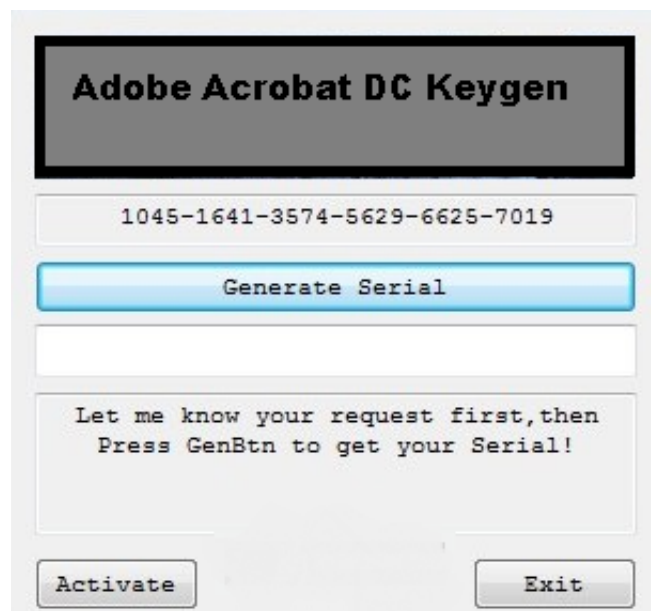 Adobe Acrobat DC Keygen
1045-1641-3574-5629-6625-7019
Generate Serial
Let me know your request first,then
Press GenBtn to get your Serial!
Activate
Exit